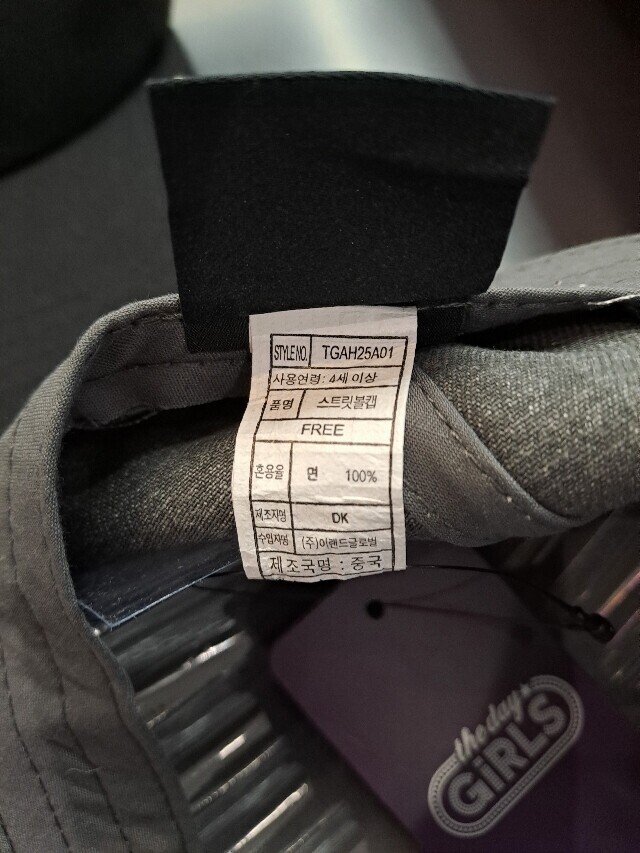 STYLE NO. TGAH25A01
사용연령: 4세 이상
품명 스트릿볼캡
FREE
혼용율 면 100%
제조자명 DK
수입자명 (주)이랜드글로벌
제조국명 : 중국
the day
GiRLS